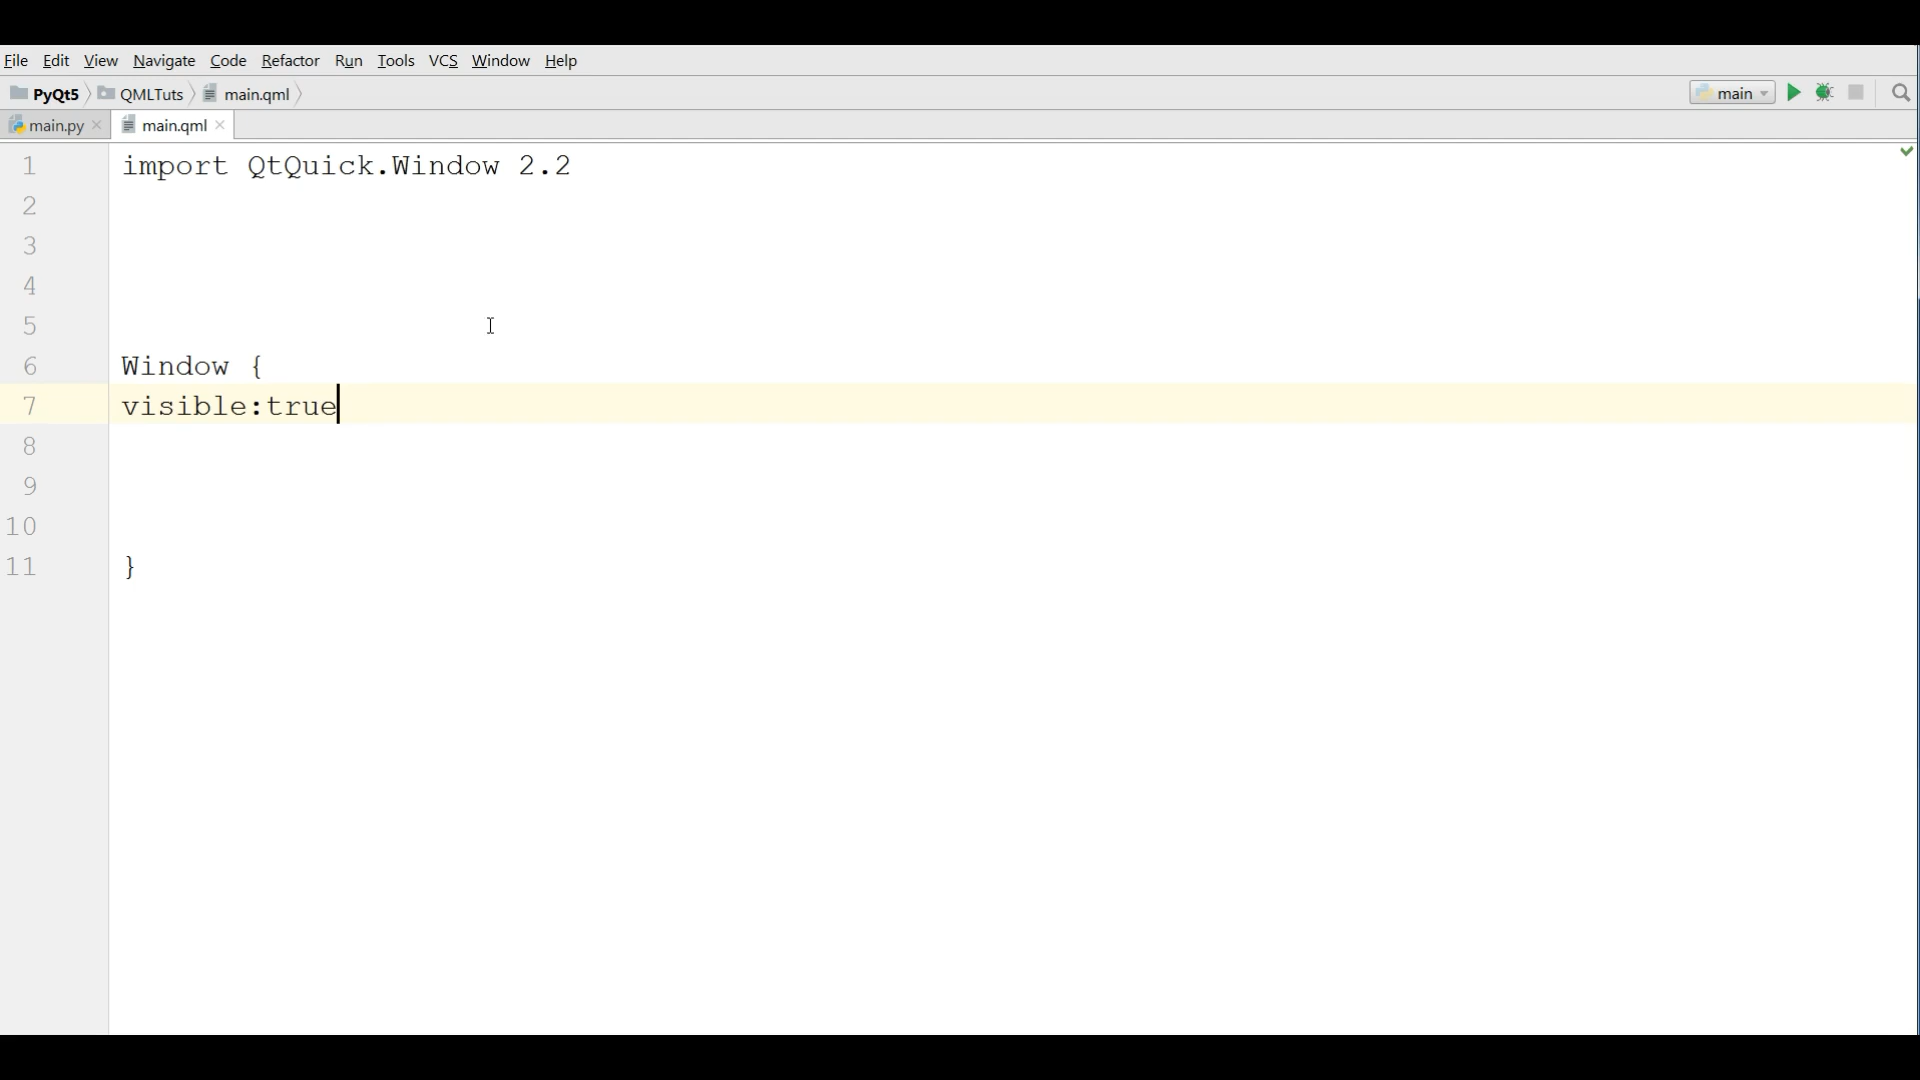 File Edit View Navigate Code Refactor Run Tools VCS Window Help
PyQt5 QMLTuts main.qml main
main.py main.qml
1 import QtQuick.Window 2.2
2
3
4
5
6 Window {
7 visible:true
8
9
10
11 }